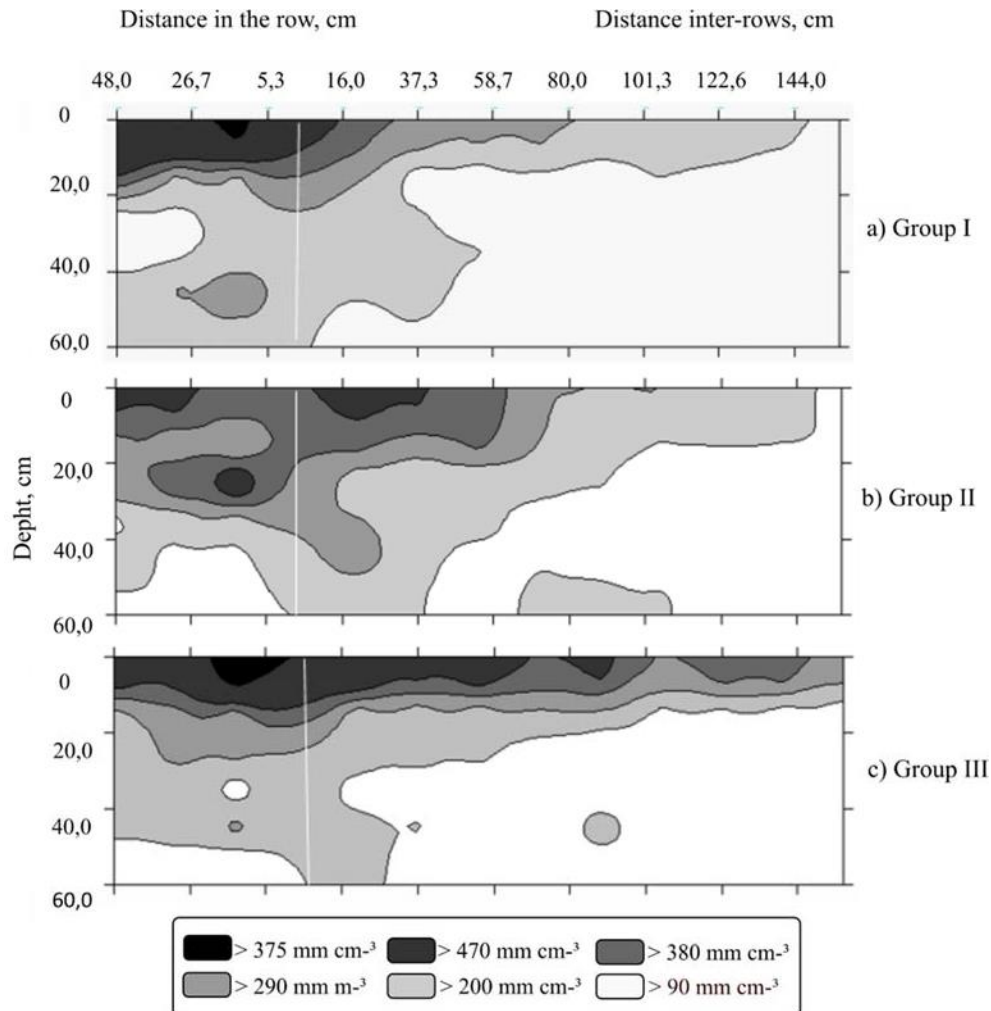 Distance in the row, cm Distance inter-rows, cm
48,0 26,7 5,3 16,0 37,3 58,7 80,0 101,3 122,6 144,0
0
20,0
40,0
60,0
a) Group I
0
20,0
40,0
60,0
b) Group II
Depht, cm
0
20,0
40,0
60,0
c) Group III
> 375 mm cm-³ > 470 mm cm-³ > 380 mm cm-³
> 290 mm m-³ > 200 mm cm-³ > 90 mm cm-³